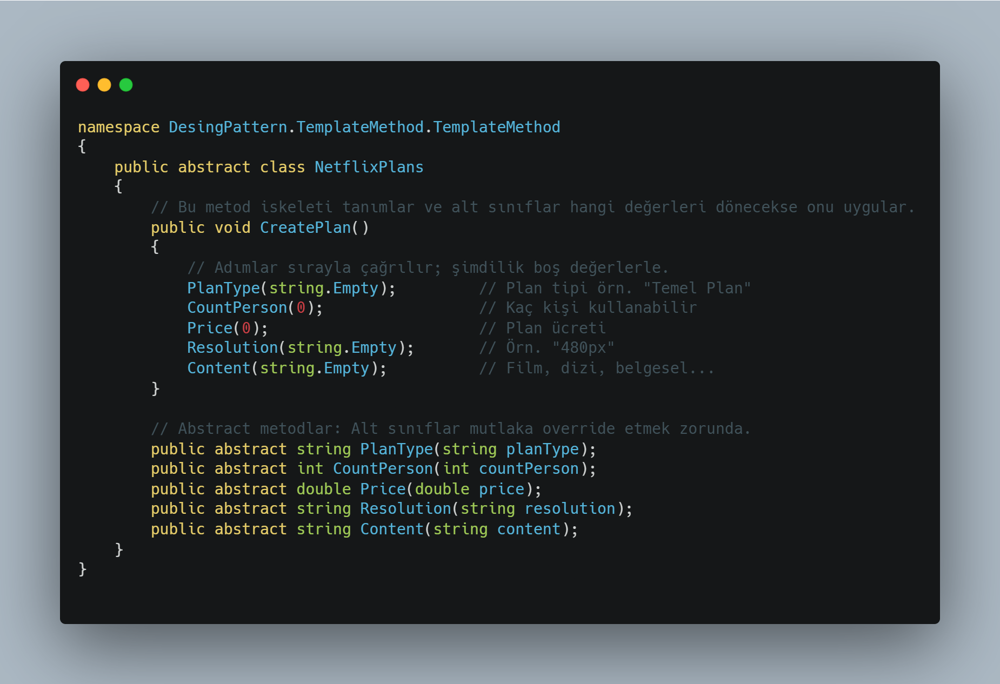 namespace DesingPattern.TemplateMethod.TemplateMethod
{
    public abstract class NetflixPlans
    {
        // Bu metod iskeleti tanımlar ve alt sınıflar hangi değerleri dönecekse onu uygular.
        public void CreatePlan()
        {
            // Adımlar sırayla çağrılır; şimdilik boş değerlerle.
            PlanType(string.Empty);         // Plan tipi örn. "Temel Plan"
            CountPerson(0);                 // Kaç kişi kullanabilir
            Price(0);                       // Plan ücreti
            Resolution(string.Empty);       // Örn. "480px"
            Content(string.Empty);          // Film, dizi, belgesel...
        }

        // Abstract metodlar: Alt sınıflar mutlaka override etmek zorunda.
        public abstract string PlanType(string planType);
        public abstract int CountPerson(int countPerson);
        public abstract double Price(double price);
        public abstract string Resolution(string resolution);
        public abstract string Content(string content);
    }
}